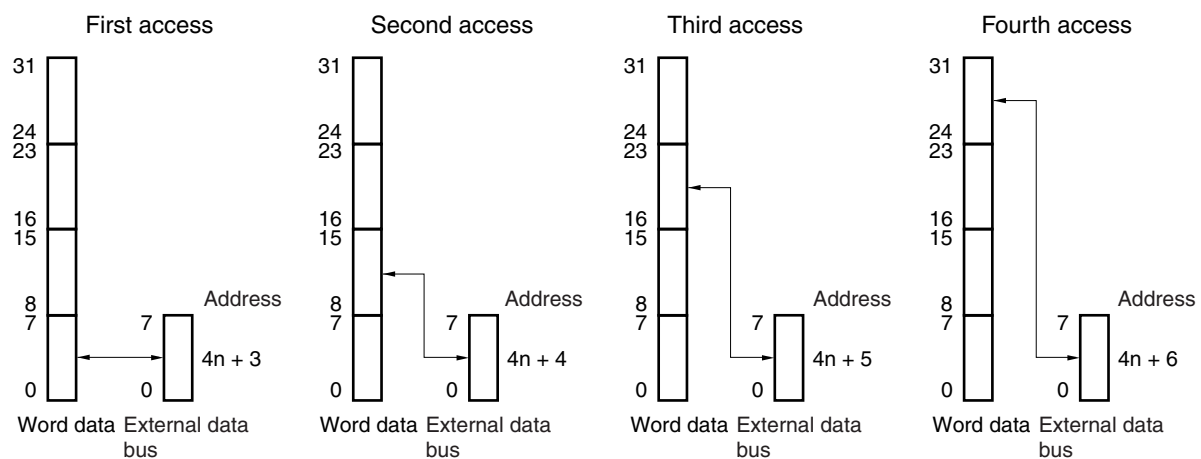 First access
31
24
23
16
15
8
7
0
7
0
Address
4n + 3
Word data
External data
bus
Second access
31
24
23
16
15
8
7
0
7
0
Address
4n + 4
Word data
External data
bus
Third access
31
24
23
16
15
8
7
0
7
0
Address
4n + 5
Word data
External data
bus
Fourth access
31
24
23
16
15
8
7
0
7
0
Address
4n + 6
Word data
External data
bus